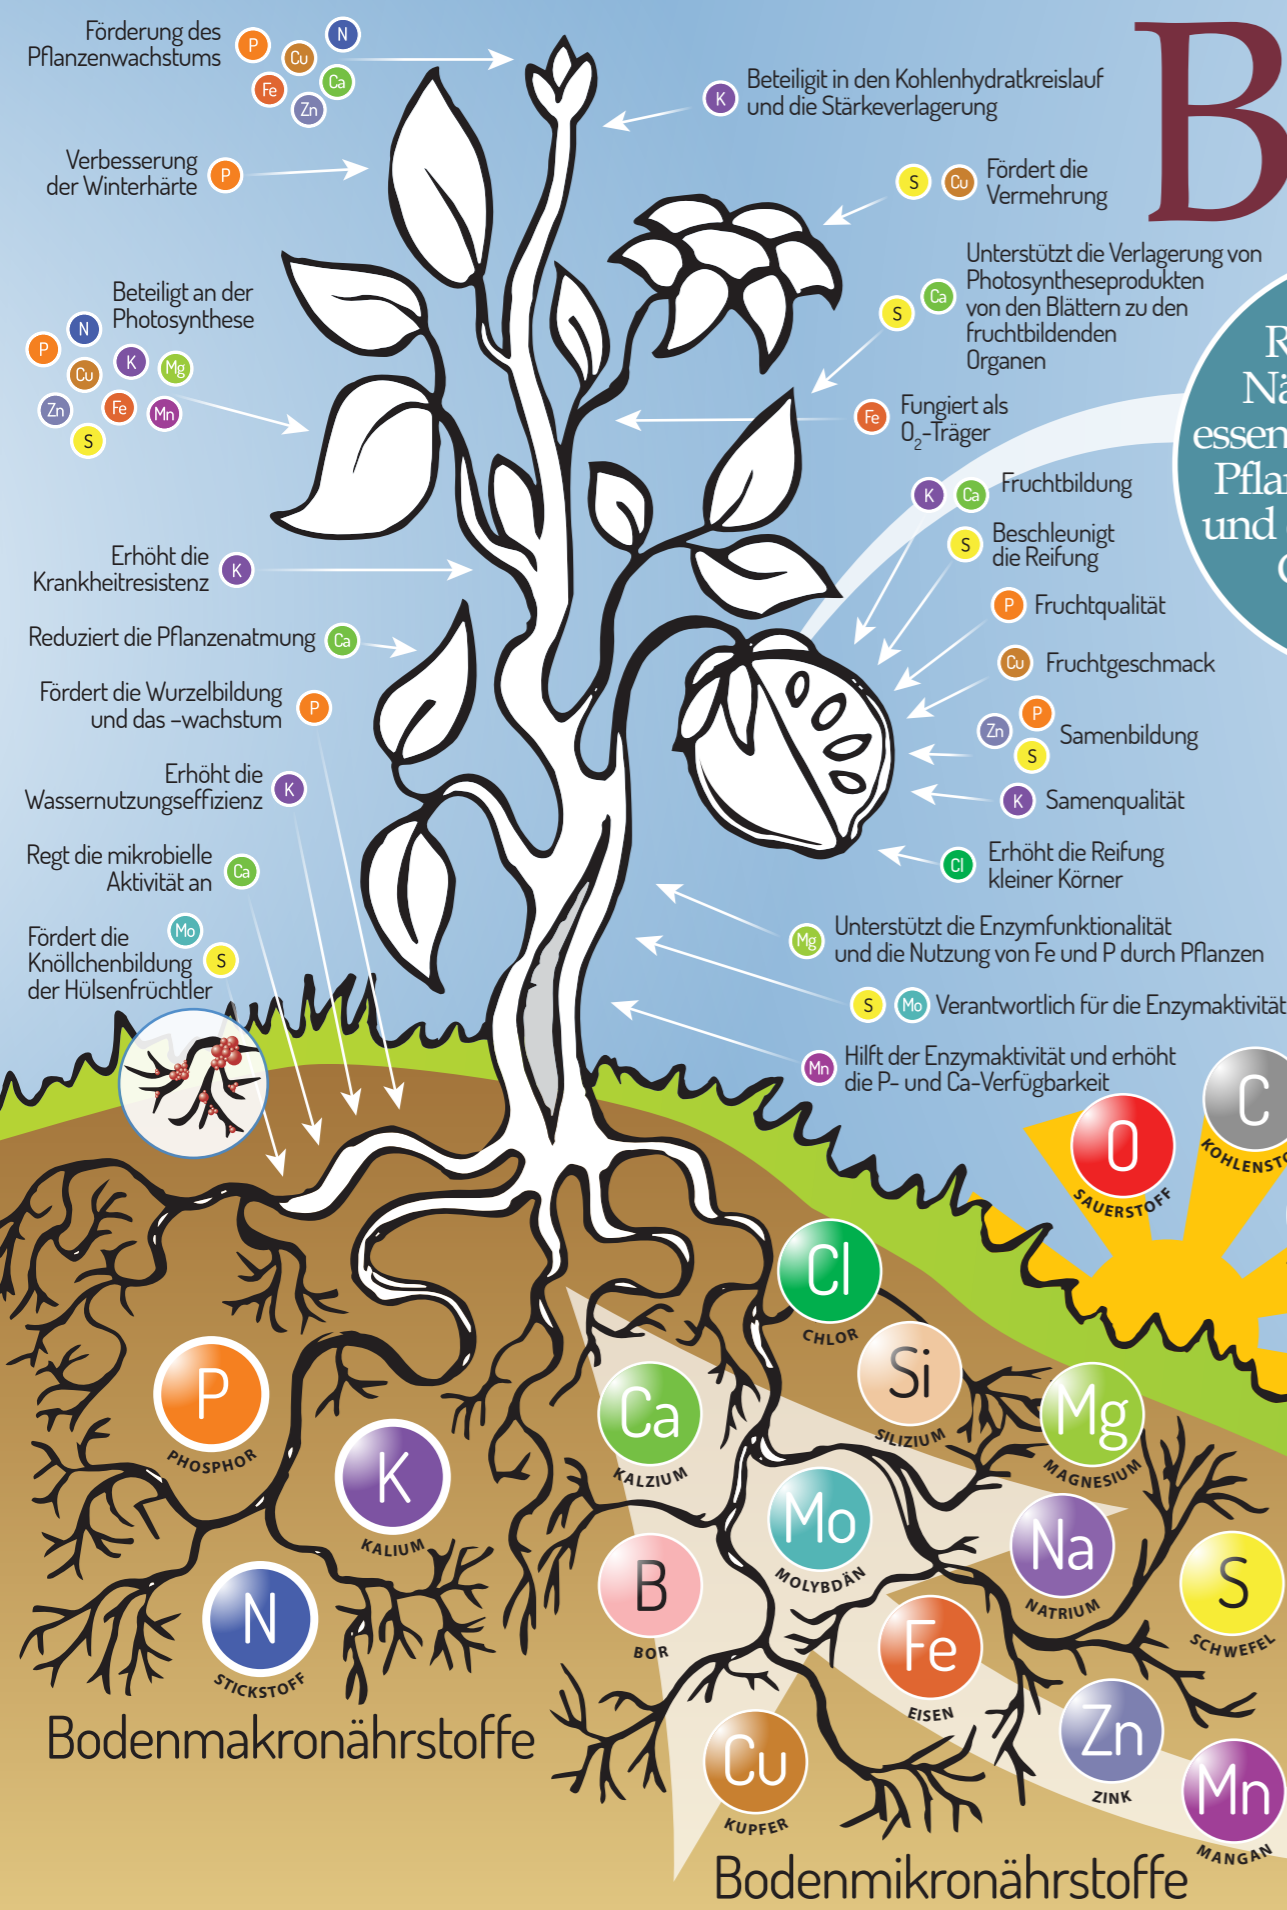 Förderung des
Pflanzenwachstums
P
Cu
N
Fe
Ca
Zn
K
Beteiligit in den Kohlenhydratkreislauf
und die Stärkeverlagerung
B
Verbesserung
der Winterhärte
P
S
Cu
Fördert die
Vermehrung
Beteiligt an der
Photosynthese
P
N
Cu
K
Mg
Zn
Fe
Mn
S
S
Ca
Unterstützt die Verlagerung von
Photosyntheseprodukten
von den Blättern zu den
fruchtbildenden
Organen
Fe
Fungiert als
O2-Träger
K
Ca
Fruchtbildung
S
Beschleunigt
die Reifung
P
Fruchtqualität
Cu
Fruchtgeschmack
Zn
P
S
Samenbildung
K
Samenqualität
Cl
Erhöht die Reifung
kleiner Körner
Erhöht die
Krankheitresistenz
K
Reduziert die Pflanzenatmung
Ca
Fördert die Wurzelbildung
und das –wachstum
P
Erhöht die
Wassernutzungseffizienz
K
Regt die mikrobielle
Aktivität an
Ca
Fördert die
Knöllchenbildung
der Hülsenfrüchtler
Mo
S
Mg
Unterstützt die Enzymfunktionalität
und die Nutzung von Fe und P durch Pflanzen
S
Mo
Verantwortlich für die Enzymaktivität
Mn
Hilft der Enzymaktivität und erhöht
die P- und Ca-Verfügbarkeit
R
Nä
essen
Pfla
und
O
SAUERSTOFF
C
KOHLENSTO
Cl
CHLOR
Si
SILIZIUM
P
PHOSPHOR
Ca
KALZIUM
Mg
MAGNESIUM
K
KALIUM
Mo
MOLYBDÄN
Na
NATRIUM
B
BOR
S
SCHWEFEL
N
STICKSTOFF
Fe
EISEN
Zn
ZINK
Cu
KUPFER
Mn
MANGAN
Bodenmakronährstoffe
Bodenmikronährstoffe